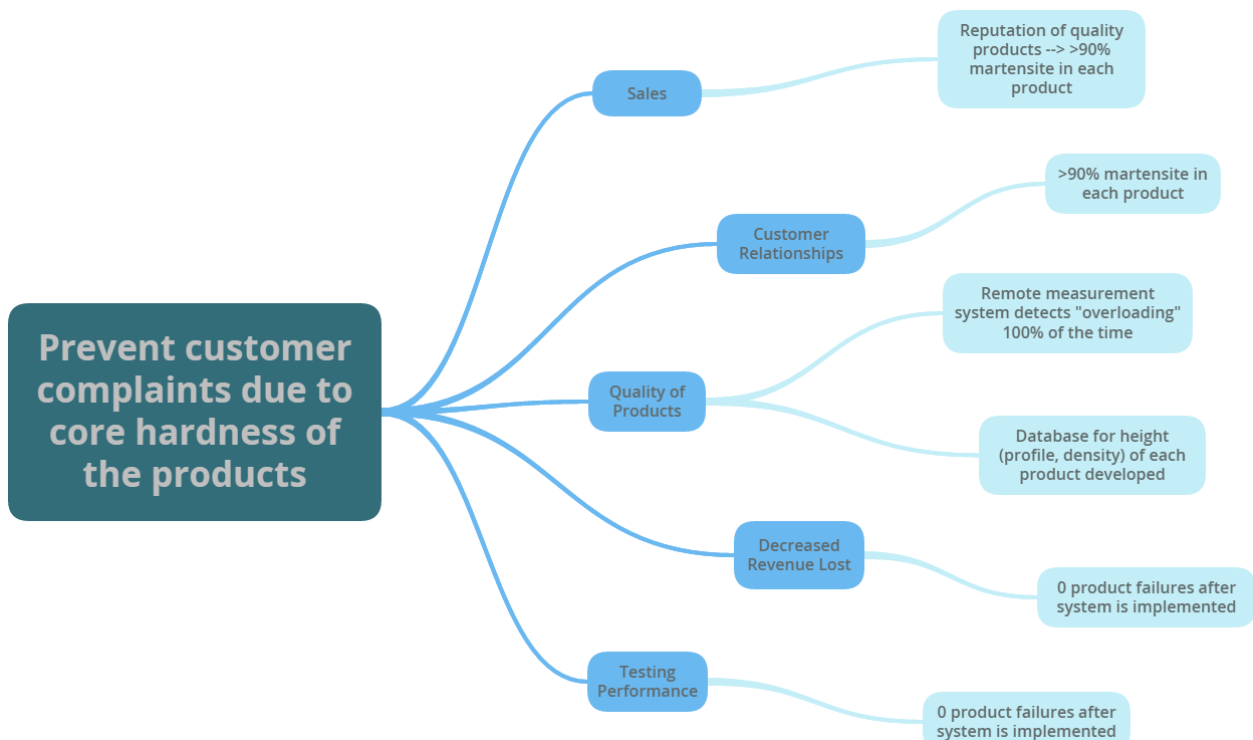 Prevent customer
complaints due to
core hardness of
the products
Sales
Reputation of quality
products --> >90%
martensite in each
product
Customer
Relationships
>90% martensite in
each product
Quality of
Products
Remote measurement
system detects "overloading"
100% of the time
Database for height
(profile, density) of each
product developed
Decreased
Revenue Lost
0 product failures after
system is implemented
Testing
Performance
0 product failures after
system is implemented